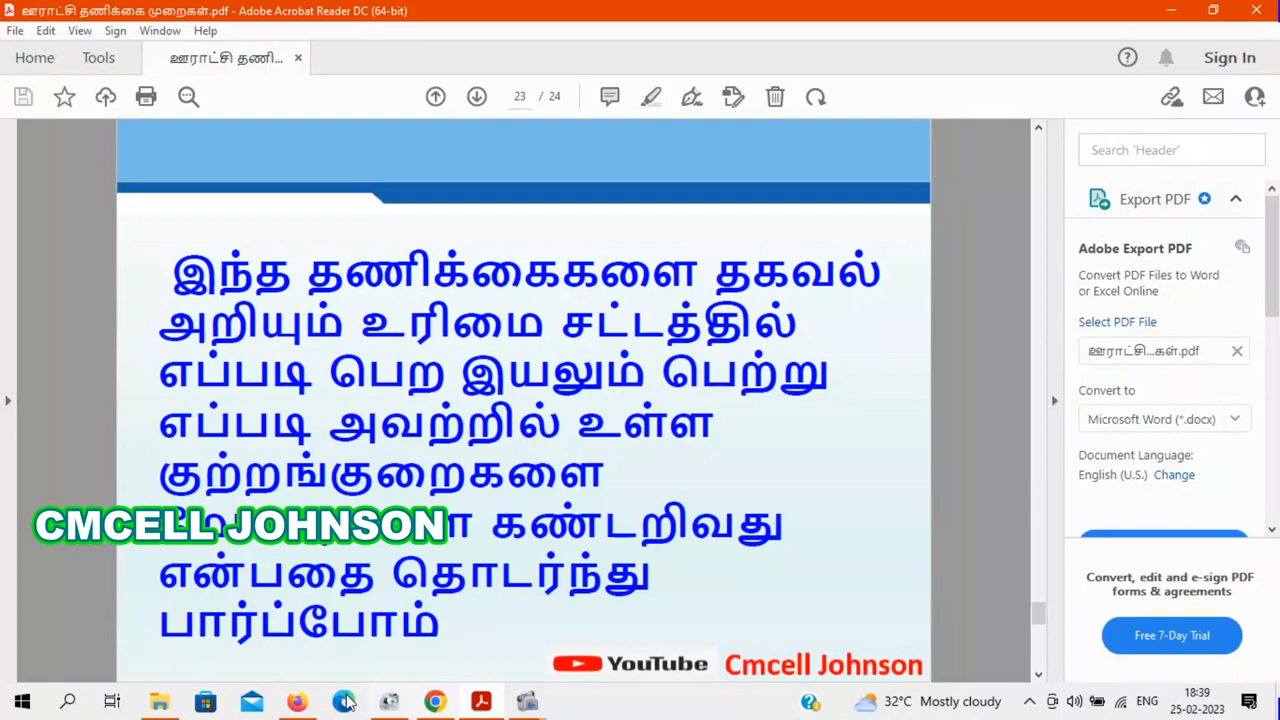 ஊராட்சி தணிக்கை முறைகள்.pdf - Adobe Acrobat Reader DC (64-bit)
File Edit View Sign Window Help
Home Tools ஊராட்சி தணி... × Sign In
23 / 24
Search 'Header'
Export PDF
Adobe Export PDF
Convert PDF Files to Word
or Excel Online
Select PDF File
ஊராட்சி...கள்.pdf
Convert to
Microsoft Word (*.docx)
Document Language:
English (U.S.) Change
Convert, edit and e-sign PDF
forms & agreements
Free 7-Day Trial
இந்த தணிக்கைகளை தகவல்
அறியும் உரிமை சட்டத்தில்
எப்படி பெற இயலும் பெற்று
எப்படி அவற்றில் உள்ள
குற்றங்குறைகளை
கண்டறிவது
CMCELL JOHNSON
என்பதை தொடர்ந்து
பார்ப்போம்
YouTube Cmcell Johnson
32°C Mostly cloudy ENG 18:39
25-02-2023